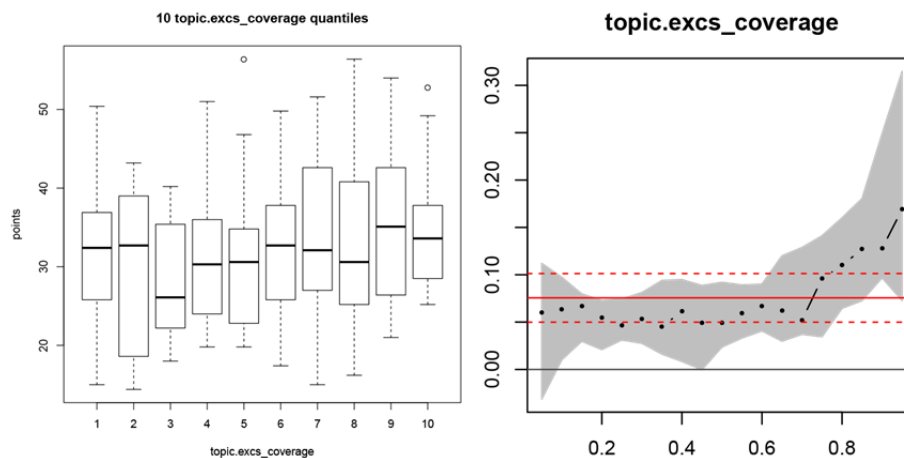 10 topic.excs_coverage quantiles
points
50
40
30
20
1 2 3 4 5 6 7 8 9 10
topic.excs_coverage
topic.excs_coverage
0.30
0.20
0.10
0.00
0.2 0.4 0.6 0.8